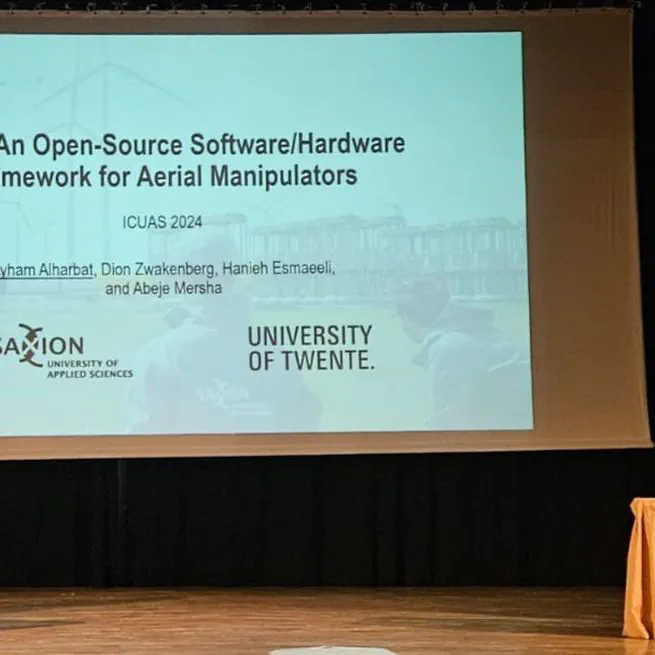 An Open-Source Software/Hardware
mework for Aerial Manipulators
ICUAS 2024
yham Alharbat, Dion Zwakenberg, Hanieh Esmaeeli,
and Abeje Mersha
SAXION
UNIVERSITY OF
APPLIED SCIENCES
UNIVERSITY
OF TWENTE.